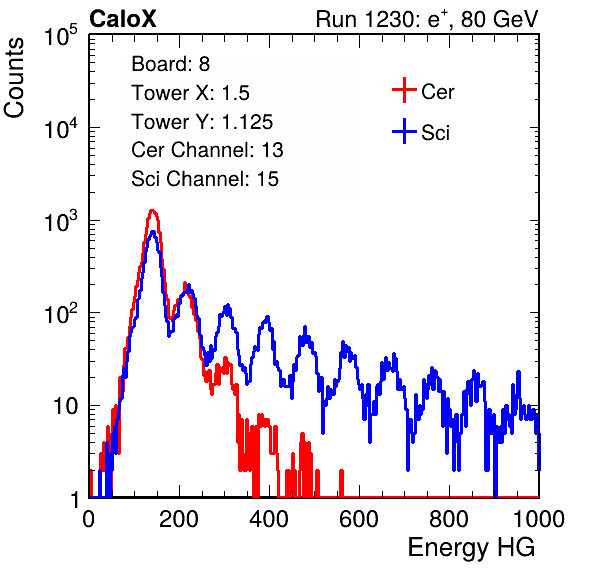 CaloX Run 1230: e⁺, 80 GeV
Counts
10⁵
10⁴
10³
10²
10
1
Board: 8
Tower X: 1.5
Tower Y: 1.125
Cer Channel: 13
Sci Channel: 15
Cer
Sci
0 200 400 600 800 1000
Energy HG